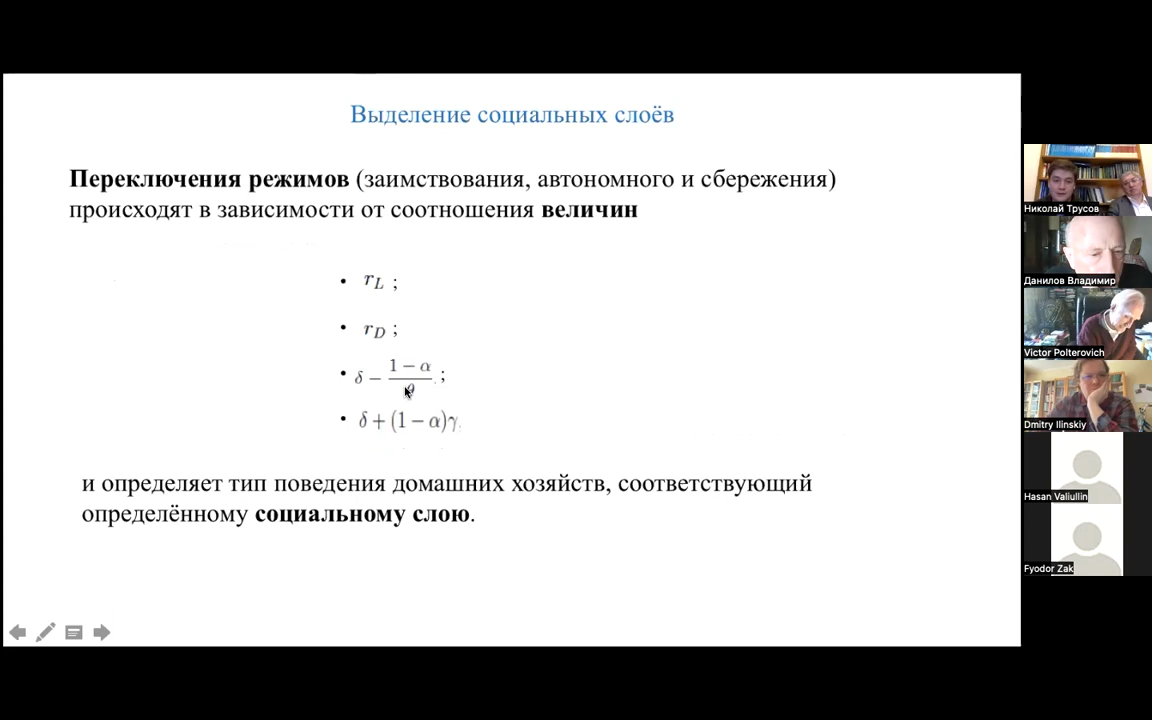 Выделение социальных слоёв
Переключения режимов (заимствования, автономного и сбережения)
происходят в зависимости от соотношения величин
• r_L ;
• r_D ;
• δ − (1 − α)/θ ;
• δ + (1 − α)γ
и определяет тип поведения домашних хозяйств, соответствующий
определённому социальному слою.
Николай Трусов
Данилов Владимир
Victor Polterovich
Dmitry Ilinskiy
Hasan Valiullin
Fyodor Zak